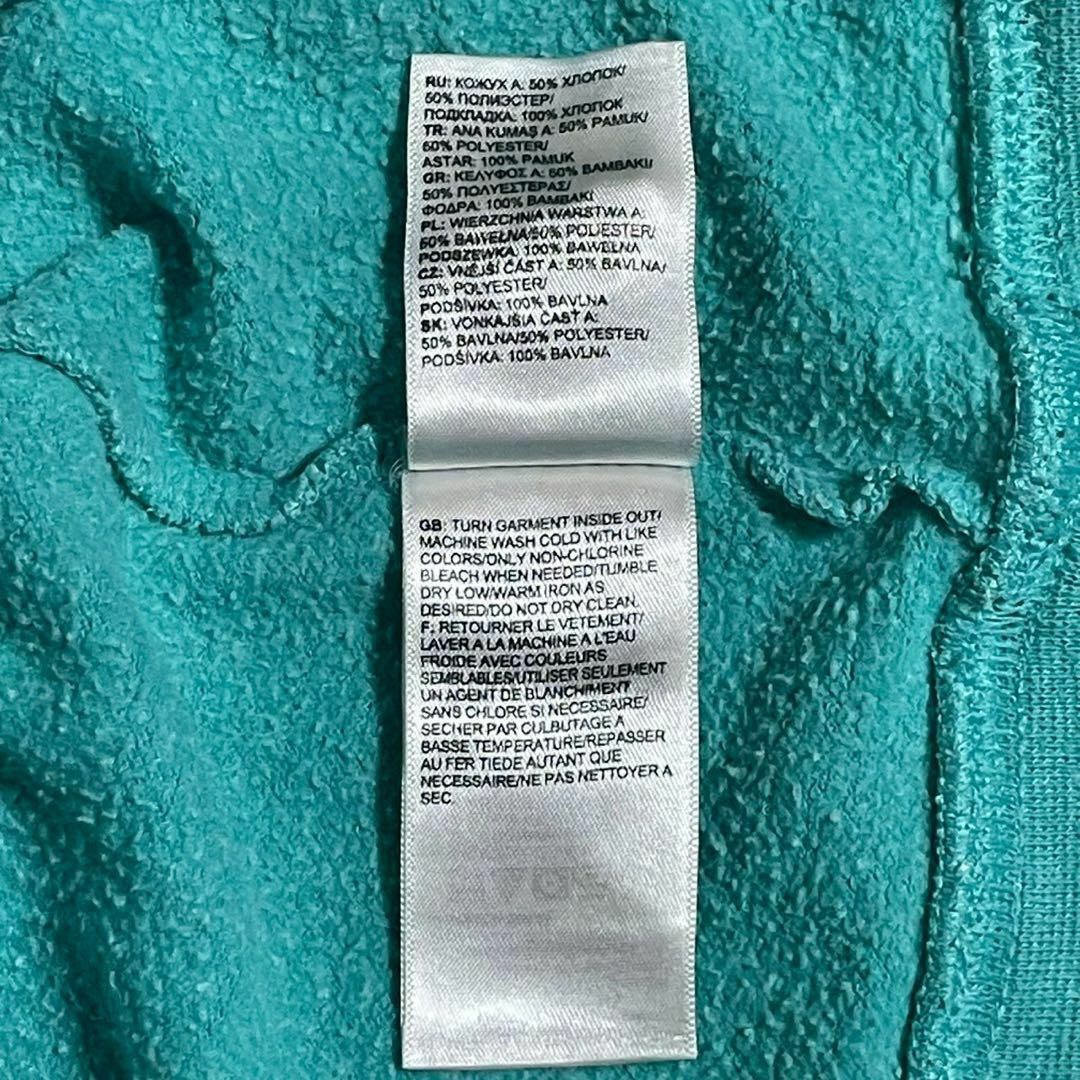 RU: КОЖУХ A: 50% ХЛОПОК/
50% ПОЛИЭСТЕР/
ПОДКЛАДКА: 100% ХЛОПОК
TR: ANA KUMAŞ A: 50% PAMUK/
50% POLYESTER/
ASTAR: 100% PAMUK
GR: ΚΕΛΥΦΟΣ A: 50% ΒΑΜΒΑΚΙ/
50% ΠΟΛΥΕΣΤΕΡΑΣ/
ΦΟΔΡΑ: 100% ΒΑΜΒΑΚΙ
PL: WIERZCHNIA WARSTWA A:
50% BAWEŁNA/50% POLIESTER/
PODSZEWKA: 100% BAWEŁNA
CZ: VNĚJŠÍ ČÁST A: 50% BAVLNA/
50% POLYESTER/
PODŠÍVKA: 100% BAVLNA
SK: VONKAJŠIA ČASŤ A:
50% BAVLNA/50% POLYESTER/
PODŠÍVKA: 100% BAVLNA
GB: TURN GARMENT INSIDE OUT/
MACHINE WASH COLD WITH LIKE
COLORS/ONLY NON-CHLORINE
BLEACH WHEN NEEDED/TUMBLE
DRY LOW/WARM IRON AS
DESIRED/DO NOT DRY CLEAN.
F: RETOURNER LE VETEMENT/
LAVER A LA MACHINE A L'EAU
FROIDE AVEC COULEURS
SEMBLABLES/UTILISER SEULEMENT
UN AGENT DE BLANCHIMENT
SANS CHLORE SI NECESSAIRE/
SECHER PAR CULBUTAGE A
BASSE TEMPERATURE/REPASSER
AU FER TIEDE AUTANT QUE
NECESSAIRE/NE PAS NETTOYER A
SEC.